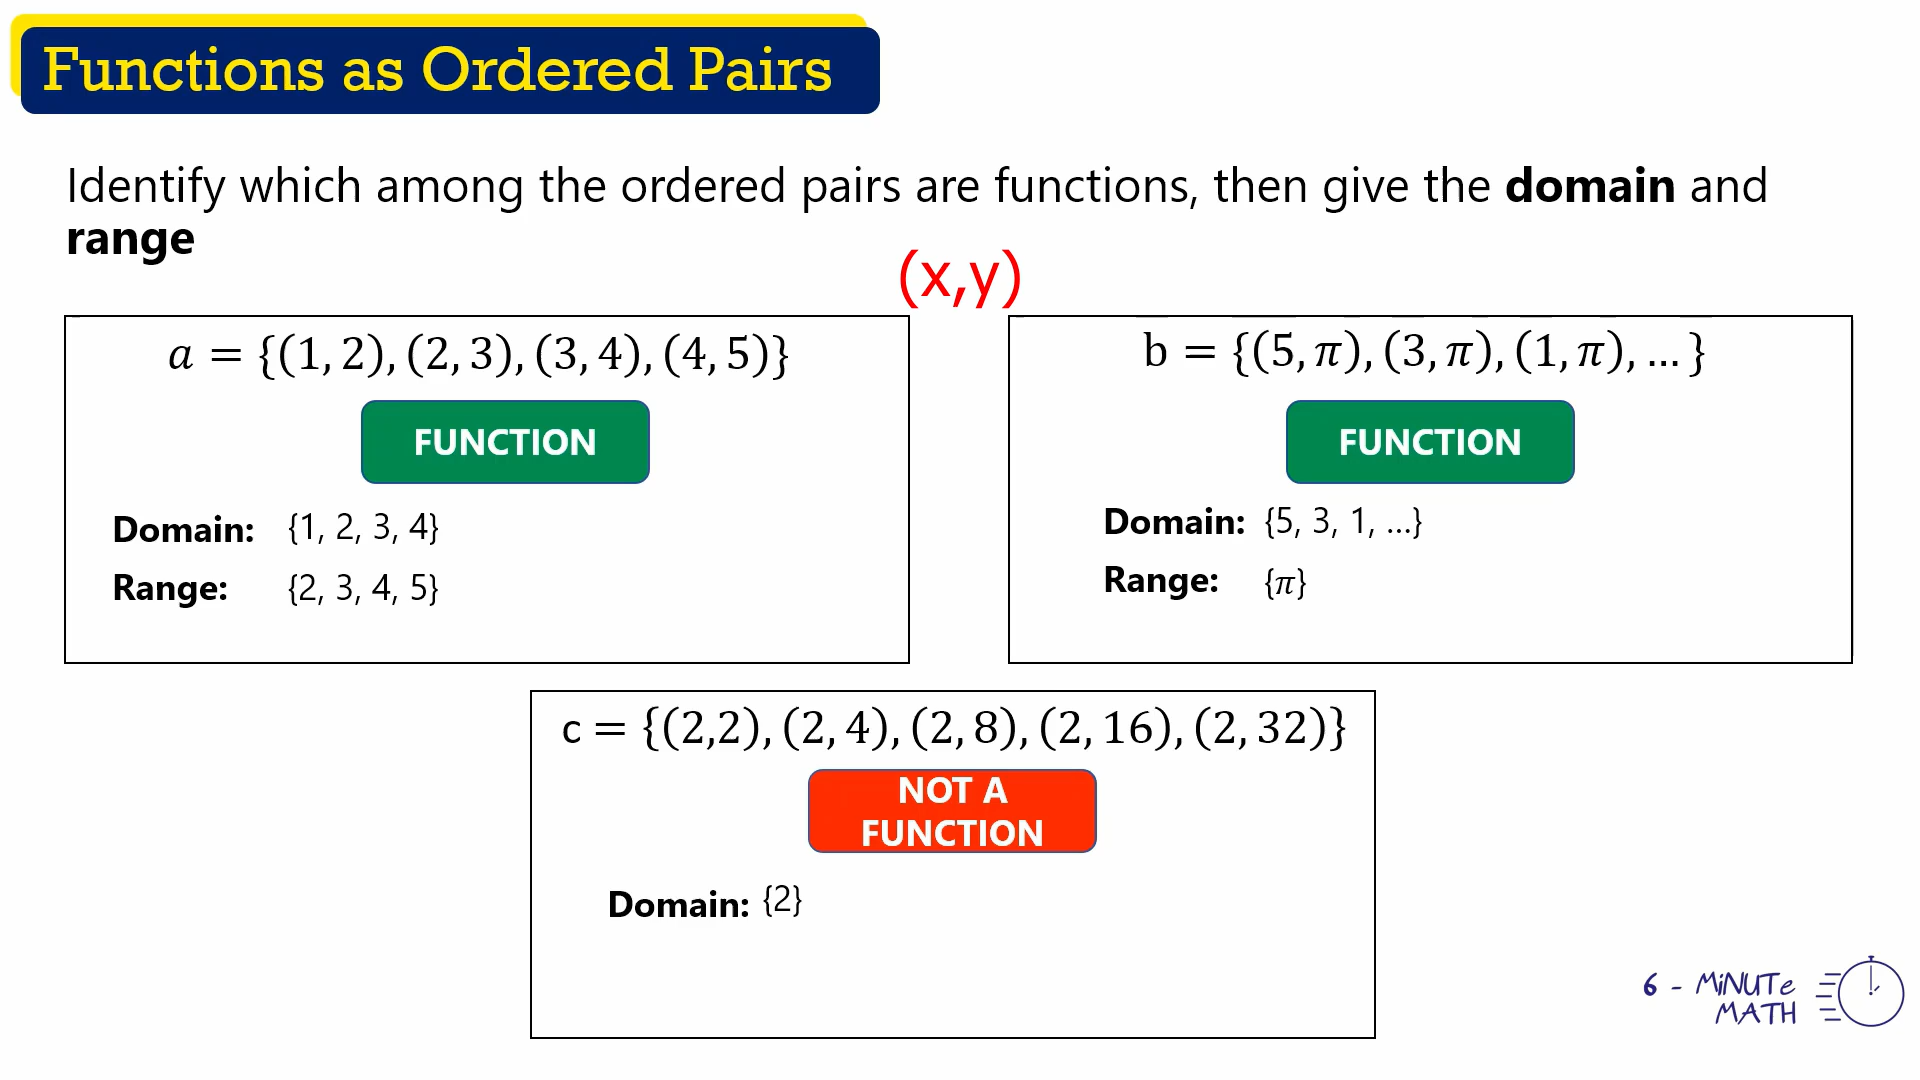 Functions as Ordered Pairs
Identify which among the ordered pairs are functions, then give the domain and
range
(x,y)
a = {(1, 2), (2, 3), (3, 4), (4, 5)}
FUNCTION
Domain: {1, 2, 3, 4}
Range: {2, 3, 4, 5}
b = {(5, π), (3, π), (1, π), … }
FUNCTION
Domain: {5, 3, 1, …}
Range: {π}
c = {(2,2), (2, 4), (2, 8), (2, 16), (2, 32)}
NOT A
FUNCTION
Domain: {2}
6 - MiNUTe
MATH